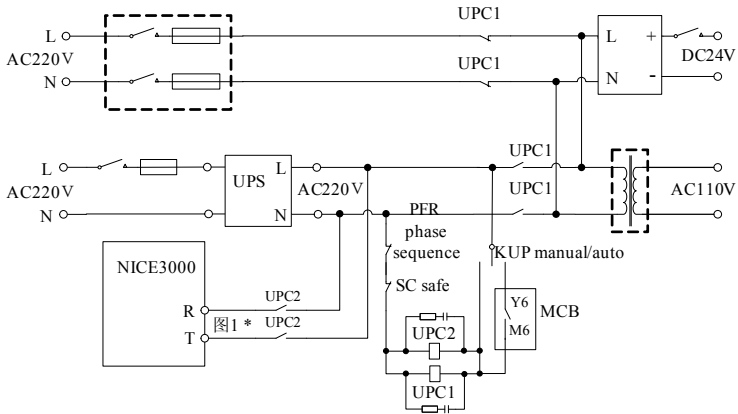 UPC1
L
AC220V
N
UPC1
L
N
+
-
DC24V
L
AC220V
N
UPS
L
N
AC220V
UPC1
UPC1
AC110V
PFR
phase
sequence
KUP manual/auto
SC safe
NICE3000
R
T
图1 *
UPC2
UPC2
Y6
M6
MCB
UPC2
UPC1